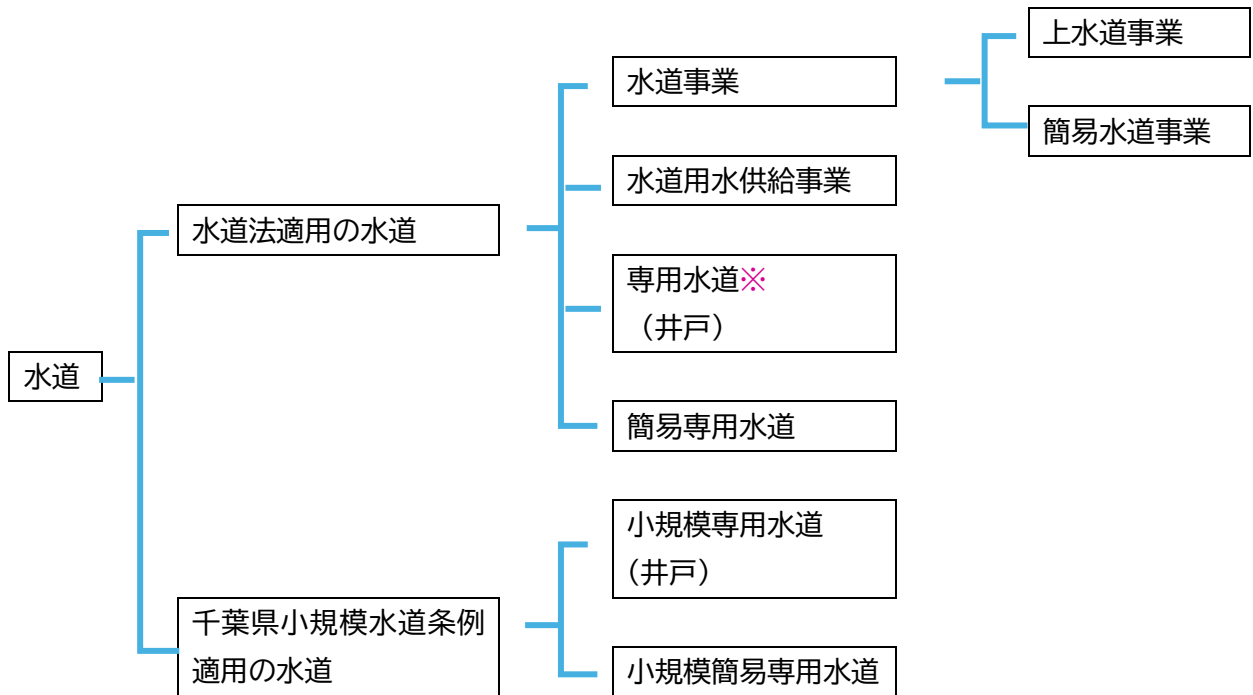 上水道事業
水道事業
簡易水道事業
水道用水供給事業
水道法適用の水道
専用水道※
（井戸）
水道
簡易専用水道
小規模専用水道
（井戸）
千葉県小規模水道条例
適用の水道
小規模簡易専用水道